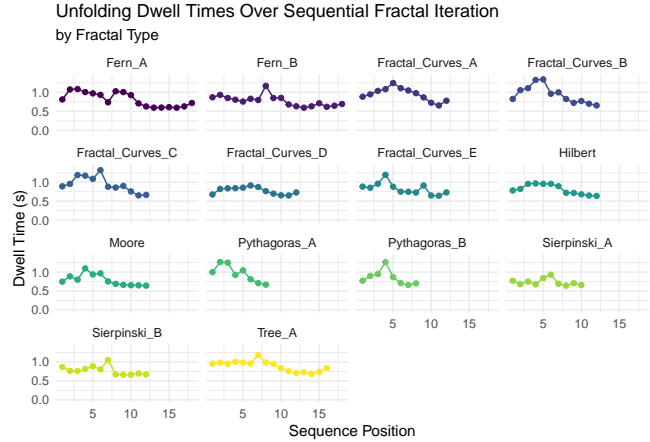 Unfolding Dwell Times Over Sequential Fractal Iteration
by Fractal Type
Fern_A Fern_B Fractal_Curves_A Fractal_Curves_B
1.0
0.5
0.0
Fractal_Curves_C Fractal_Curves_D Fractal_Curves_E Hilbert
1.0
0.5
0.0
Moore Pythagoras_A Pythagoras_B Sierpinski_A
1.0
0.5
0.0
5 10 15 5 10 15
Sierpinski_B Tree_A
1.0
0.5
0.0
5 10 15 5 10 15
Dwell Time (s)
Sequence Position